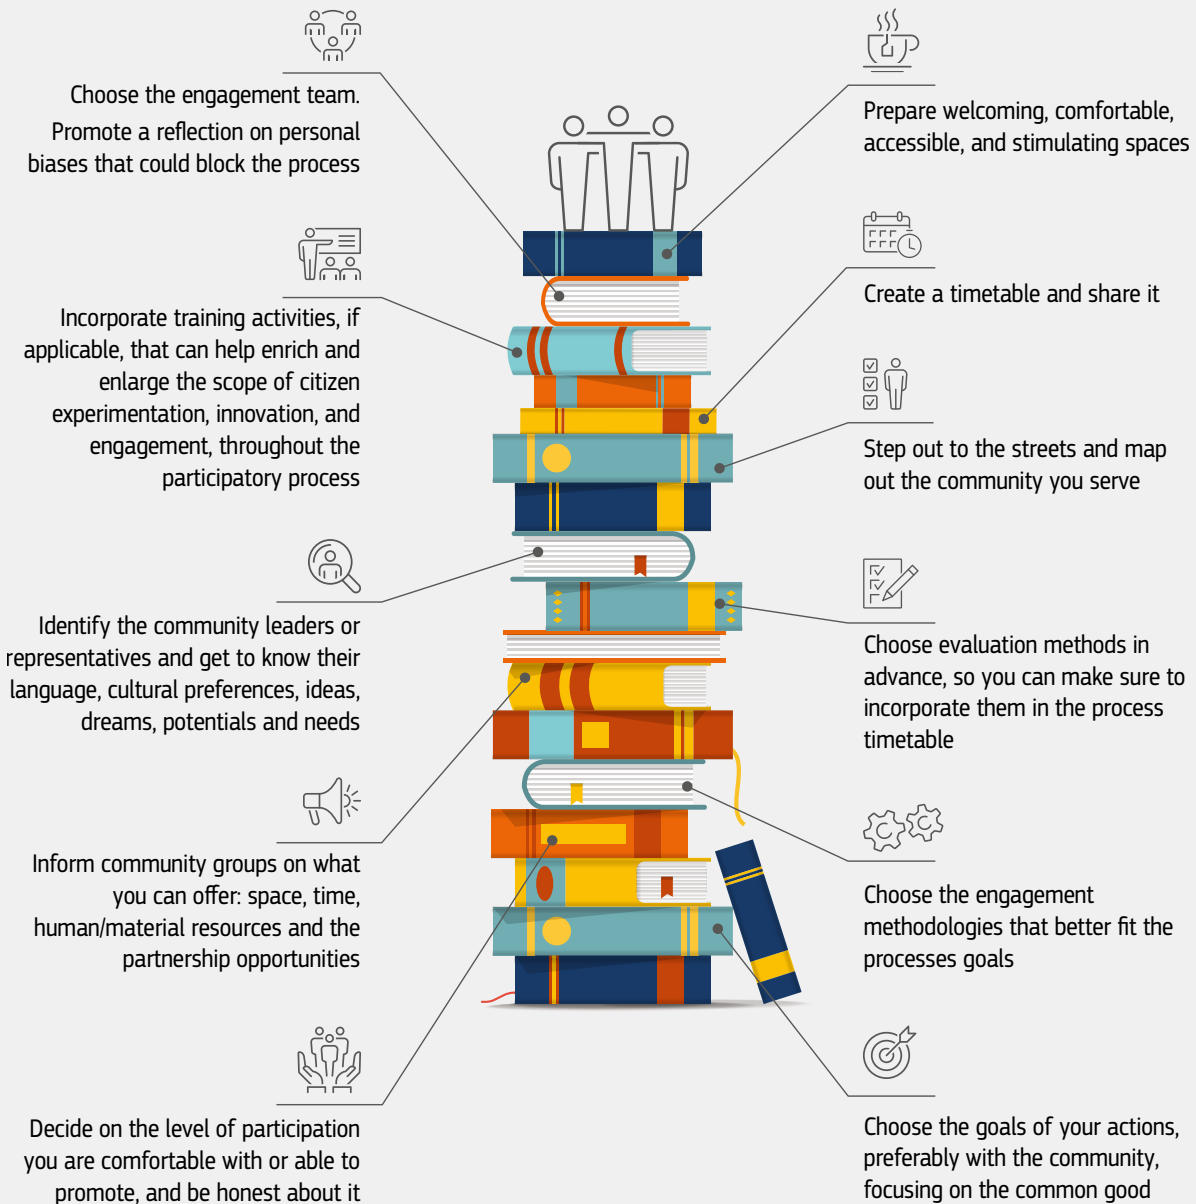 Choose the engagement team.
Promote a reflection on personal
biases that could block the process
Incorporate training activities, if
applicable, that can help enrich and
enlarge the scope of citizen
experimentation, innovation, and
engagement, throughout the
participatory process
Identify the community leaders or
representatives and get to know their
language, cultural preferences, ideas,
dreams, potentials and needs
Inform community groups on what
you can offer: space, time,
human/material resources and the
partnership opportunities
Decide on the level of participation
you are comfortable with or able to
promote, and be honest about it
Prepare welcoming, comfortable,
accessible, and stimulating spaces
Create a timetable and share it
Step out to the streets and map
out the community you serve
Choose evaluation methods in
advance, so you can make sure to
incorporate them in the process
timetable
Choose the engagement
methodologies that better fit the
processes goals
Choose the goals of your actions,
preferably with the community,
focusing on the common good